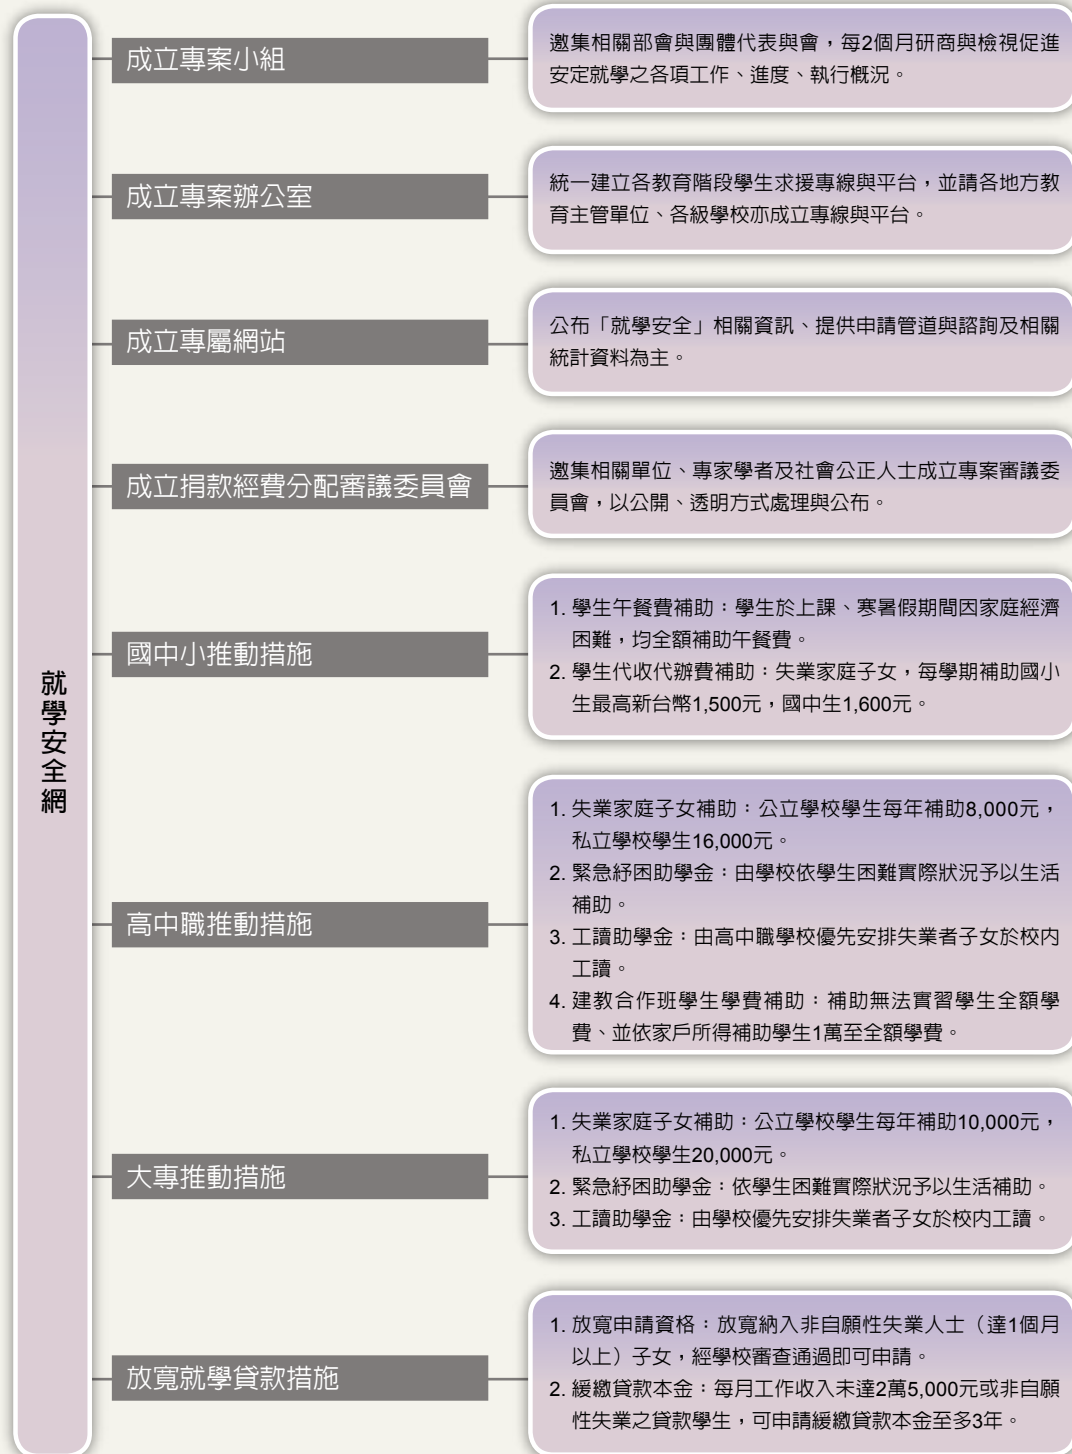 就學安全網
成立專案小組
邀集相關部會與團體代表與會，每2個月研商與檢視促進
安定就學之各項工作、進度、執行概況。
成立專案辦公室
統一建立各教育階段學生求援專線與平台，並請各地方教
育主管單位、各級學校亦成立專線與平台。
成立專屬網站
公布「就學安全」相關資訊、提供申請管道與諮詢及相關
統計資料為主。
成立捐款經費分配審議委員會
邀集相關單位、專家學者及社會公正人士成立專案審議委
員會，以公開、透明方式處理與公布。
國中小推動措施
1. 學生午餐費補助：學生於上課、寒暑假期間因家庭經濟
困難，均全額補助午餐費。
2. 學生代收代辦費補助：失業家庭子女，每學期補助國小
生最高新台幣1,500元，國中生1,600元。
高中職推動措施
1. 失業家庭子女補助：公立學校學生每年補助8,000元，
私立學校學生16,000元。
2. 緊急紓困助學金：由學校依學生困難實際狀況予以生活
補助。
3. 工讀助學金：由高中職學校優先安排失業者子女於校內
工讀。
4. 建教合作班學生學費補助：補助無法實習學生全額學
費、並依家戶所得補助學生1萬至全額學費。
大專推動措施
1. 失業家庭子女補助：公立學校學生每年補助10,000元，
私立學校學生20,000元。
2. 緊急紓困助學金：依學生困難實際狀況予以生活補助。
3. 工讀助學金：由學校優先安排失業者子女於校內工讀。
放寬就學貸款措施
1. 放寬申請資格：放寬納入非自願性失業人士（達1個月
以上）子女，經學校審查通過即可申請。
2. 緩繳貸款本金：每月工作收入未達2萬5,000元或非自願
性失業之貸款學生，可申請緩繳貸款本金至多3年。